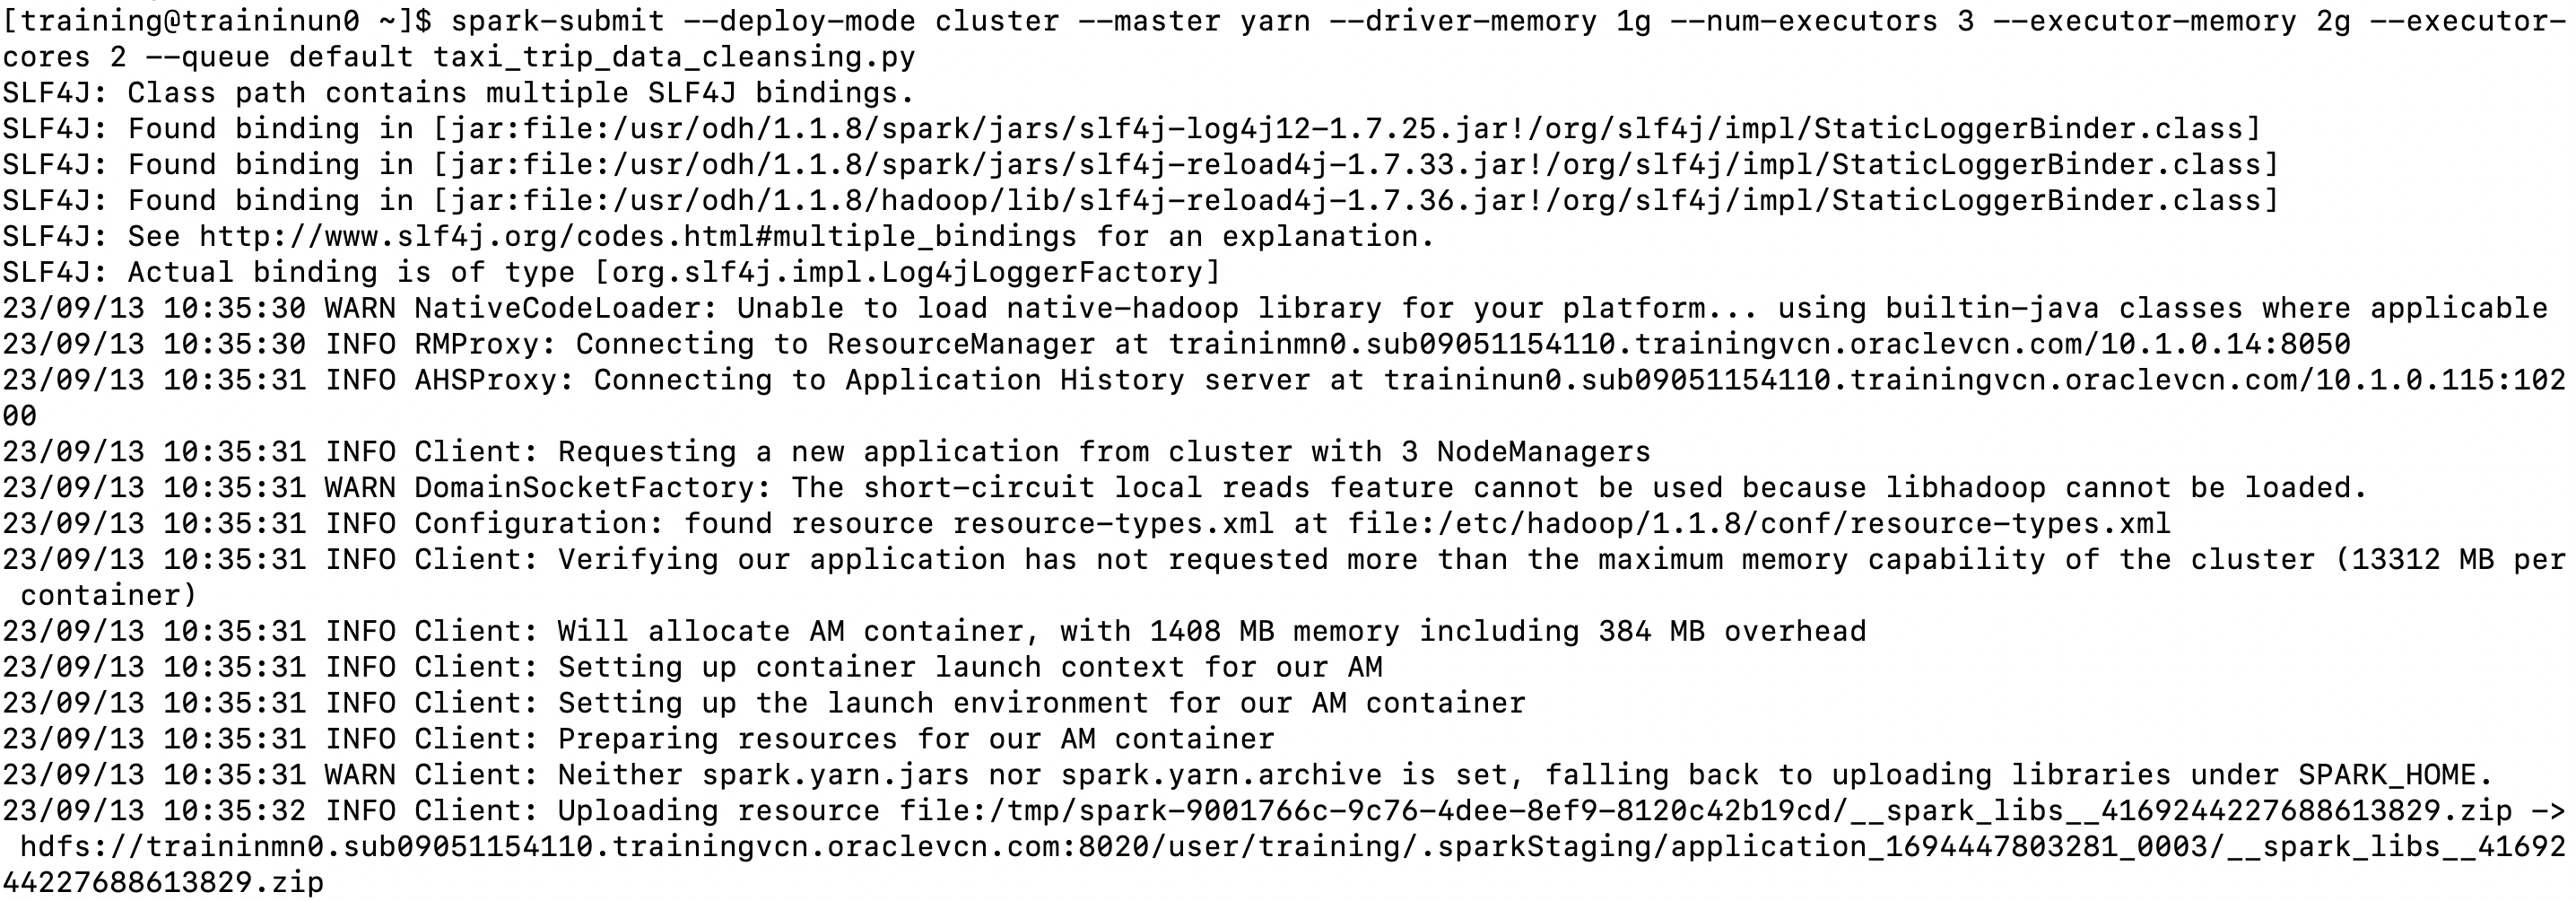 [training@traininun0 ~]$ spark-submit --deploy-mode cluster --master yarn --driver-memory 1g --num-executors 3 --executor-memory 2g --executor-
cores 2 --queue default taxi_trip_data_cleansing.py
SLF4J: Class path contains multiple SLF4J bindings.
SLF4J: Found binding in [jar:file:/usr/odh/1.1.8/spark/jars/slf4j-log4j12-1.7.25.jar!/org/slf4j/impl/StaticLoggerBinder.class]
SLF4J: Found binding in [jar:file:/usr/odh/1.1.8/spark/jars/slf4j-reload4j-1.7.33.jar!/org/slf4j/impl/StaticLoggerBinder.class]
SLF4J: Found binding in [jar:file:/usr/odh/1.1.8/hadoop/lib/slf4j-reload4j-1.7.36.jar!/org/slf4j/impl/StaticLoggerBinder.class]
SLF4J: See http://www.slf4j.org/codes.html#multiple_bindings for an explanation.
SLF4J: Actual binding is of type [org.slf4j.impl.Log4jLoggerFactory]
23/09/13 10:35:30 WARN NativeCodeLoader: Unable to load native-hadoop library for your platform... using builtin-java classes where applicable
23/09/13 10:35:30 INFO RMProxy: Connecting to ResourceManager at traininmn0.sub09051154110.trainingvcn.oraclevcn.com/10.1.0.14:8050
23/09/13 10:35:31 INFO AHSProxy: Connecting to Application History server at traininun0.sub09051154110.trainingvcn.oraclevcn.com/10.1.0.115:102
00
23/09/13 10:35:31 INFO Client: Requesting a new application from cluster with 3 NodeManagers
23/09/13 10:35:31 WARN DomainSocketFactory: The short-circuit local reads feature cannot be used because libhadoop cannot be loaded.
23/09/13 10:35:31 INFO Configuration: found resource resource-types.xml at file:/etc/hadoop/1.1.8/conf/resource-types.xml
23/09/13 10:35:31 INFO Client: Verifying our application has not requested more than the maximum memory capability of the cluster (13312 MB per
 container)
23/09/13 10:35:31 INFO Client: Will allocate AM container, with 1408 MB memory including 384 MB overhead
23/09/13 10:35:31 INFO Client: Setting up container launch context for our AM
23/09/13 10:35:31 INFO Client: Setting up the launch environment for our AM container
23/09/13 10:35:31 INFO Client: Preparing resources for our AM container
23/09/13 10:35:31 WARN Client: Neither spark.yarn.jars nor spark.yarn.archive is set, falling back to uploading libraries under SPARK_HOME.
23/09/13 10:35:32 INFO Client: Uploading resource file:/tmp/spark-9001766c-9c76-4dee-8ef9-8120c42b19cd/__spark_libs__4169244227688613829.zip ->
 hdfs://traininmn0.sub09051154110.trainingvcn.oraclevcn.com:8020/user/training/.sparkStaging/application_1694447803281_0003/__spark_libs__41692
44227688613829.zip